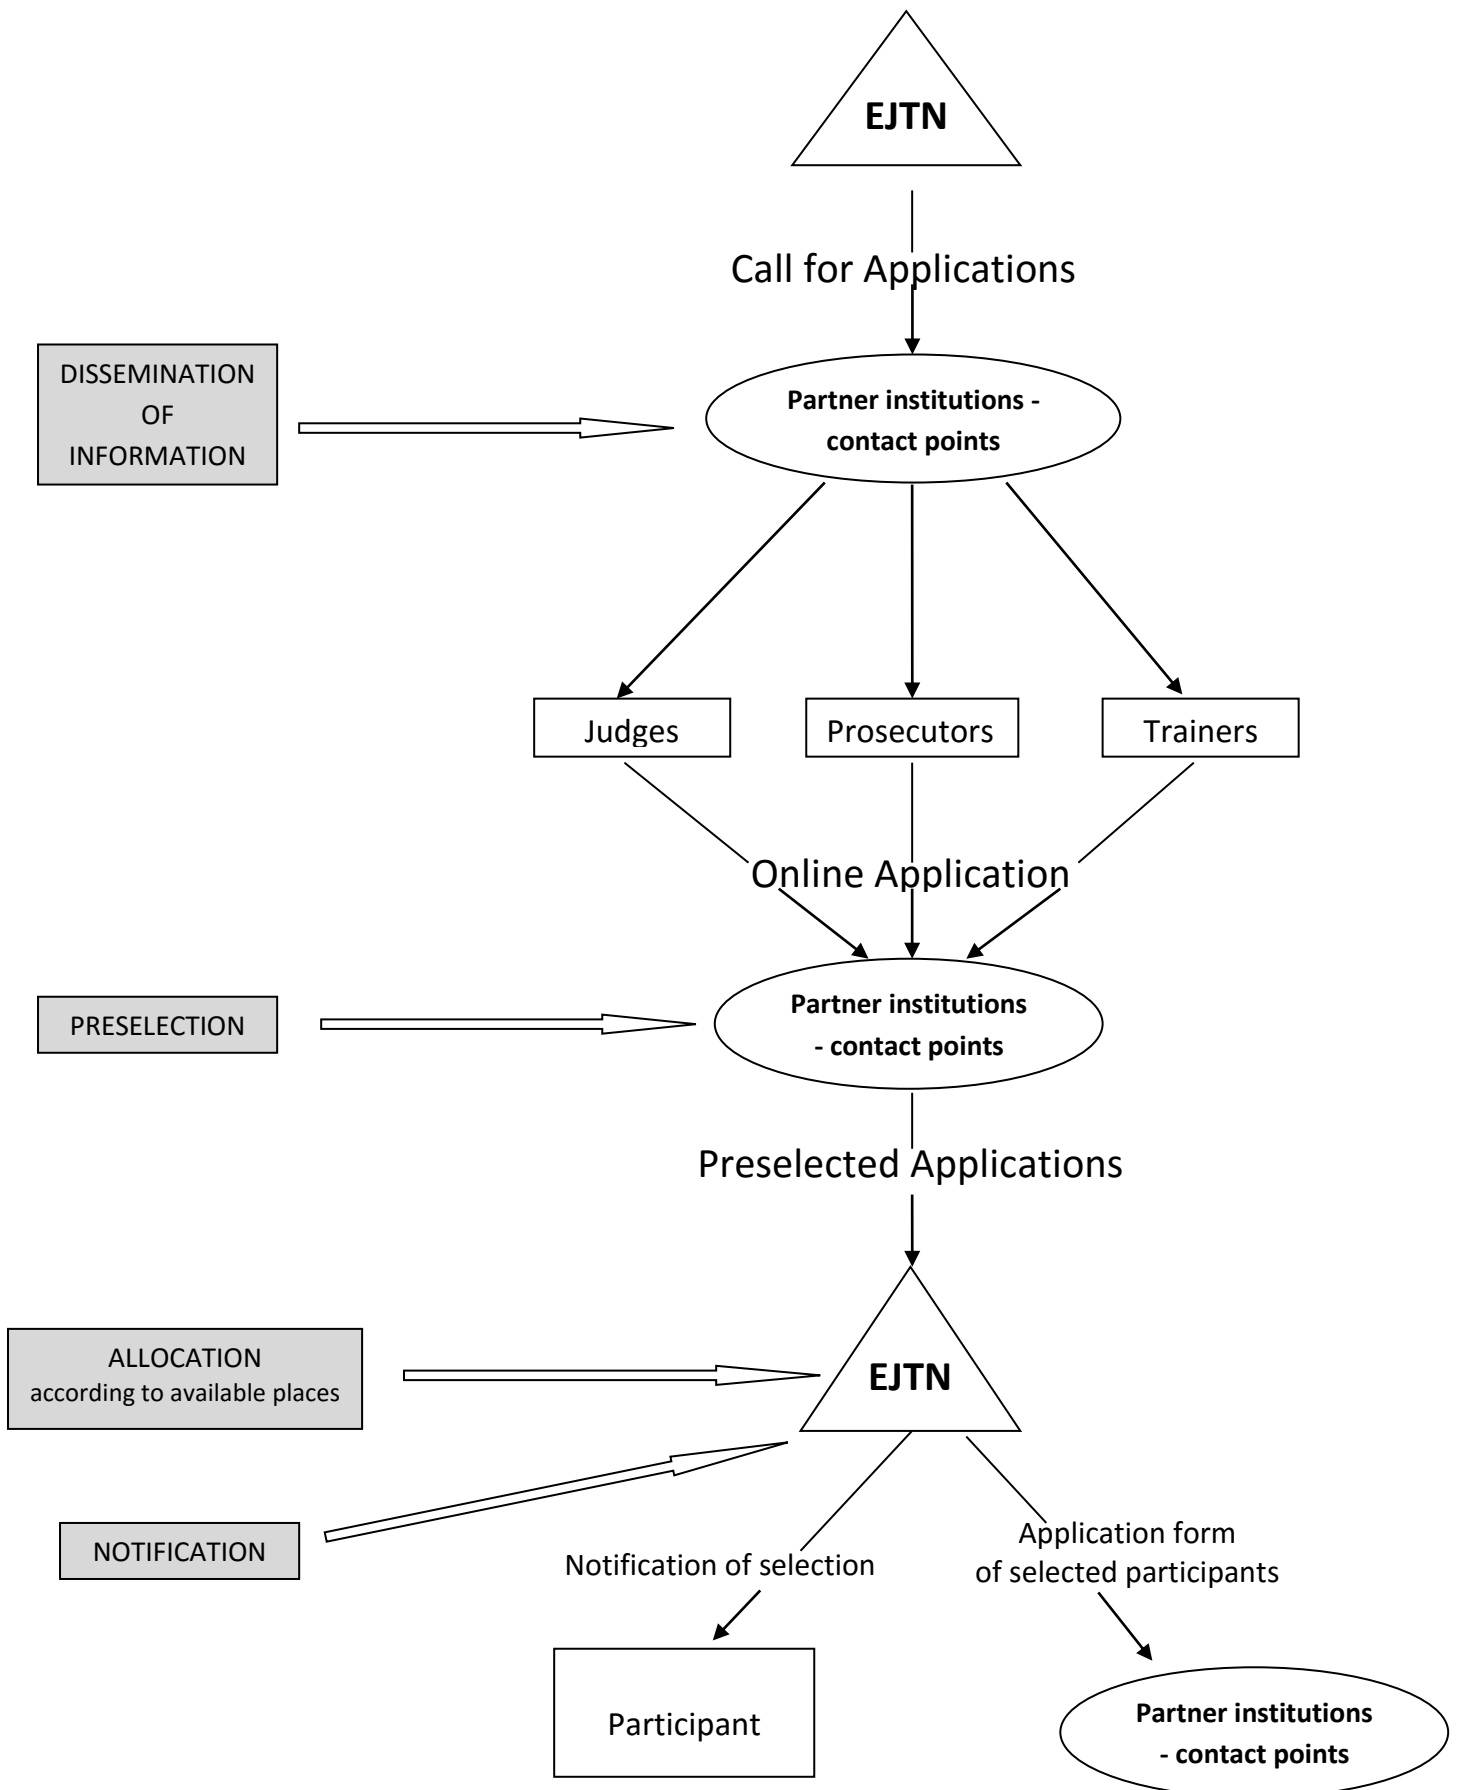 EJTN
Call for Applications
DISSEMINATION
OF
INFORMATION
Partner institutions -
contact points
Judges
Prosecutors
Trainers
Online Application
PRESELECTION
Partner institutions
- contact points
Preselected Applications
ALLOCATION
according to available places
EJTN
NOTIFICATION
Notification of selection
Application form
of selected participants
Participant
Partner institutions
- contact points